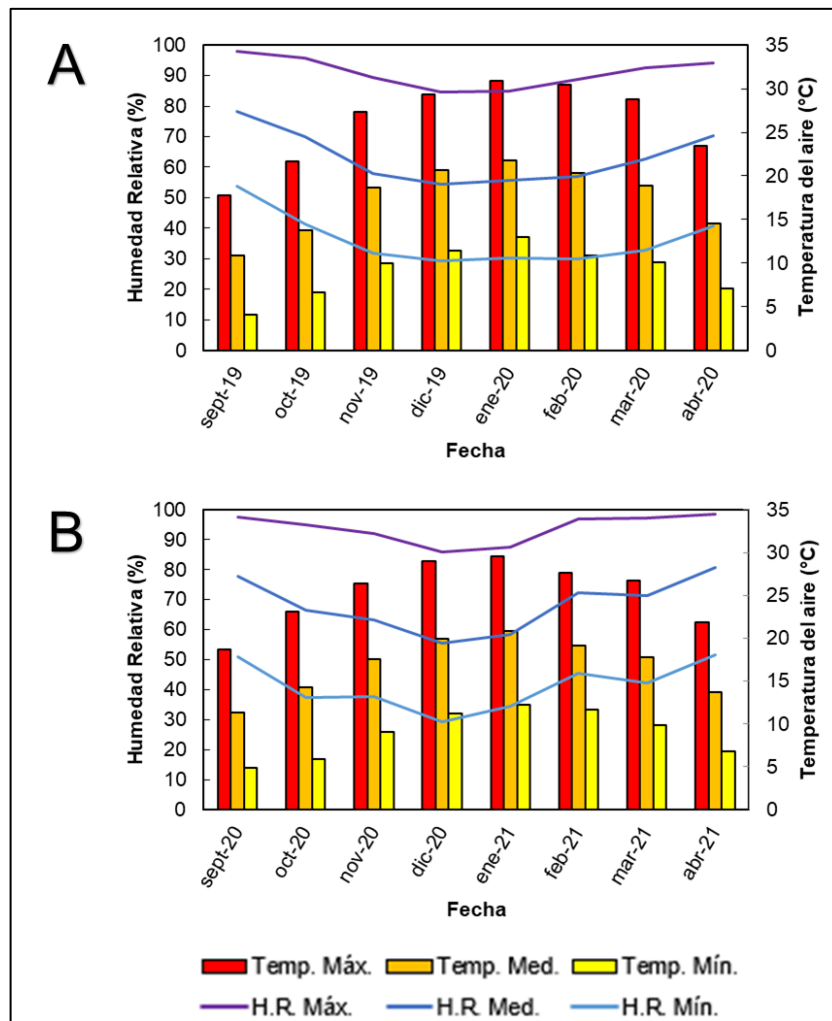 A
Humedad Relativa (%)
100
90
80
70
60
50
40
30
20
10
0
35
30
25
20
15
10
5
0
Temperatura del aire (°C)
sept-19
oct-19
nov-19
dic-19
ene-20
feb-20
mar-20
abr-20
Fecha
B
Humedad Relativa (%)
100
90
80
70
60
50
40
30
20
10
0
35
30
25
20
15
10
5
0
Temperatura del aire (°C)
sept-20
oct-20
nov-20
dic-20
ene-21
feb-21
mar-21
abr-21
Fecha
Temp. Máx. Temp. Med. Temp. Mín.
H.R. Máx. H.R. Med. H.R. Mín.